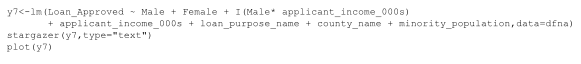 y7<-lm(Loan_Approved ~ Male + Female + I(Male* applicant_income_000s)
+ applicant_income_000s + loan_purpose_name + county_name + minority_population,data=dfna)
stargazer(y7,type="text")
plot(y7)